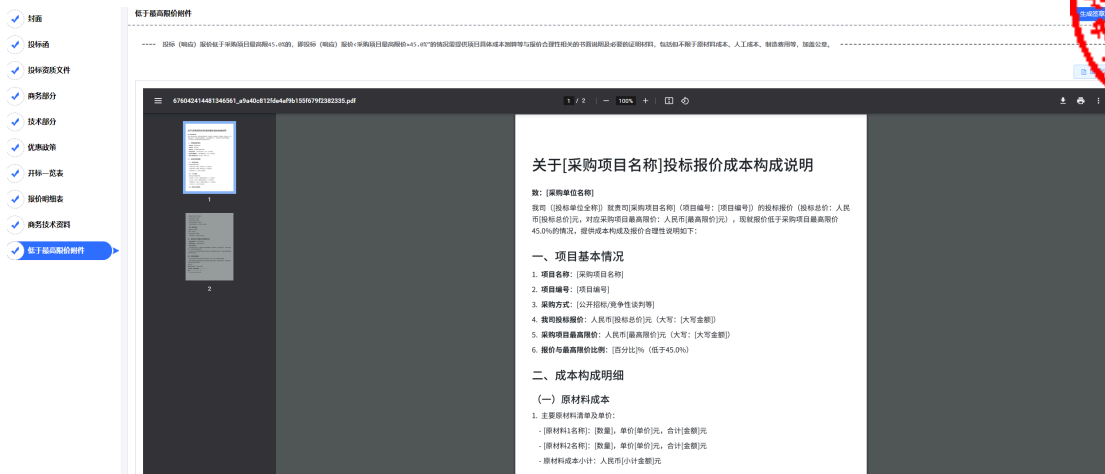 封面
投标函
投标资质文件
商务部分
技术部分
优惠政策
开标一览表
报价明细表
商务技术资料
低于最高限价附件
低于最高限价附件
生成签章
---- 投标（响应）报价低于采购项目最高限45.0%的，即投标（响应）报价<采购项目最高限价×45.0%"的情况需提供项目具体成本测算等与报价合理性相关的书面说明及必要的证明材料，包括但不限于原材料成本、人工成本、制造费用等，加盖公章。
676042414481346561_a9a40c812fde4af9b155f679f2382335.pdf
1 / 2
100%
1
2
关于[采购项目名称]投标报价成本构成说明
致：[采购单位名称]
我司（[投标单位全称]）就贵司[采购项目名称]（项目编号：[项目编号]）的投标报价（投标总价：人民
币[投标总价]元，对应采购项目最高限价：人民币[最高限价]元），现就报价低于采购项目最高限价
45.0%的情况，提供成本构成及报价合理性说明如下：
一、项目基本情况
1. 项目名称：[采购项目名称]
2. 项目编号：[项目编号]
3. 采购方式：[公开招标/竞争性谈判等]
4. 我司投标报价：人民币[投标总价]元（大写：[大写金额]）
5. 采购项目最高限价：人民币[最高限价]元（大写：[大写金额]）
6. 报价与最高限价比例：[百分比]%（低于45.0%）
二、成本构成明细
（一）原材料成本
1. 主要原材料清单及单价：
- [原材料1名称]：[数量]，单价[单价]元，合计[金额]元
- [原材料2名称]：[数量]，单价[单价]元，合计[金额]元
- 原材料成本小计：人民币[小计金额]元